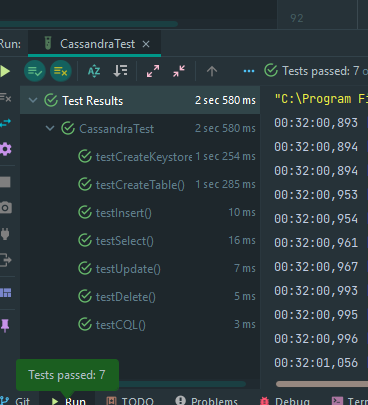 92
Run: CassandraTest ×
Tests passed: 7 o
Test Results 2 sec 580 ms
CassandraTest 2 sec 580 ms
testCreateKeystore 1 sec 254 ms
testCreateTable() 1 sec 285 ms
testInsert() 10 ms
testSelect() 16 ms
testUpdate() 7 ms
testDelete() 5 ms
testCQL() 3 ms
"C:\Program Fi
00:32:00,893
00:32:00,894
00:32:00,894
00:32:00,953
00:32:00,954
00:32:00,961
00:32:00,967
00:32:00,993
00:32:00,995
00:32:00,996
00:32:01,056
Tests passed: 7
Git Run TODO Problems Debug Terr